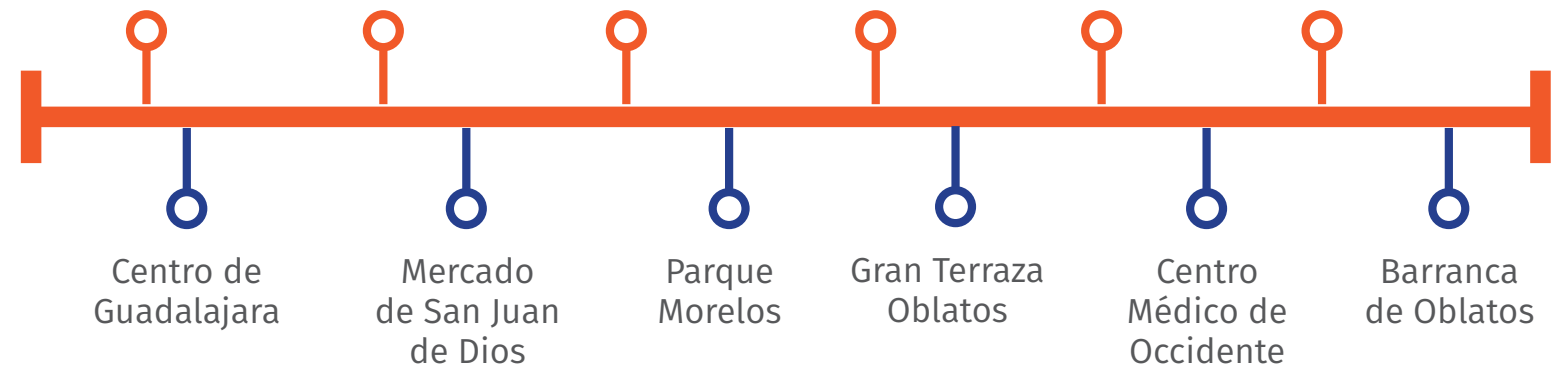 Centro de
Guadalajara
Mercado
de San Juan
de Dios
Parque
Morelos
Gran Terraza
Oblatos
Centro
Médico de
Occidente
Barranca
de Oblatos